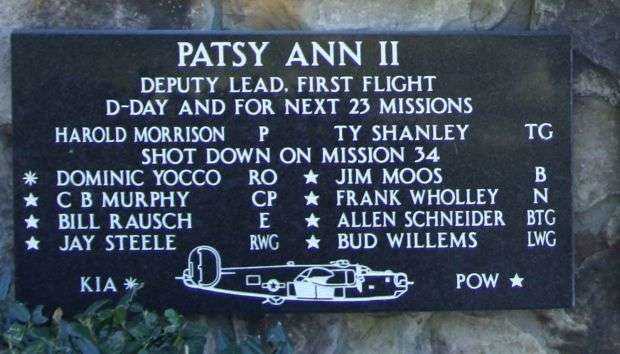 PATSY ANN II
DEPUTY LEAD, FIRST FLIGHT
D-DAY AND FOR NEXT 23 MISSIONS
HAROLD MORRISON P TY SHANLEY TG
SHOT DOWN ON MISSION 34
* DOMINIC YOCCO RO ★ JIM MOOS B
★ C B MURPHY CP ★ FRANK WHOLLEY N
★ BILL RAUSCH E ★ ALLEN SCHNEIDER BTG
★ JAY STEELE RWG ★ BUD WILLEMS LWG
KIA * POW ★